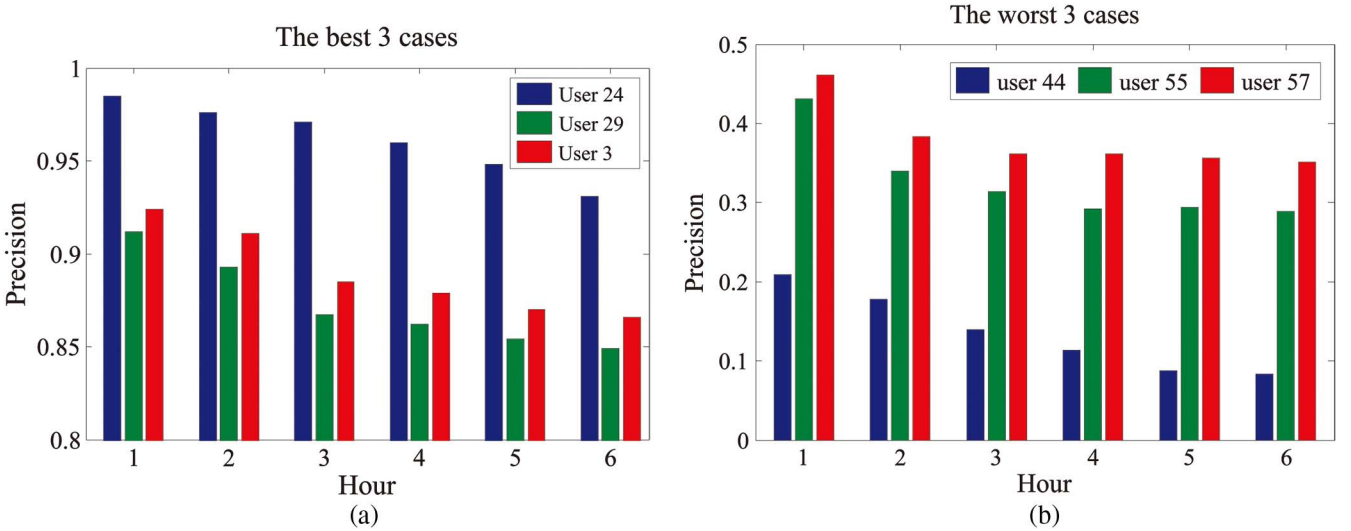 The best 3 cases
1
0.95
0.9
0.85
0.8
Precision
User 24
User 29
User 3
1 2 3 4 5 6
Hour
(a)
The worst 3 cases
0.5
0.4
0.3
0.2
0.1
0
Precision
user 44 user 55 user 57
1 2 3 4 5 6
Hour
(b)